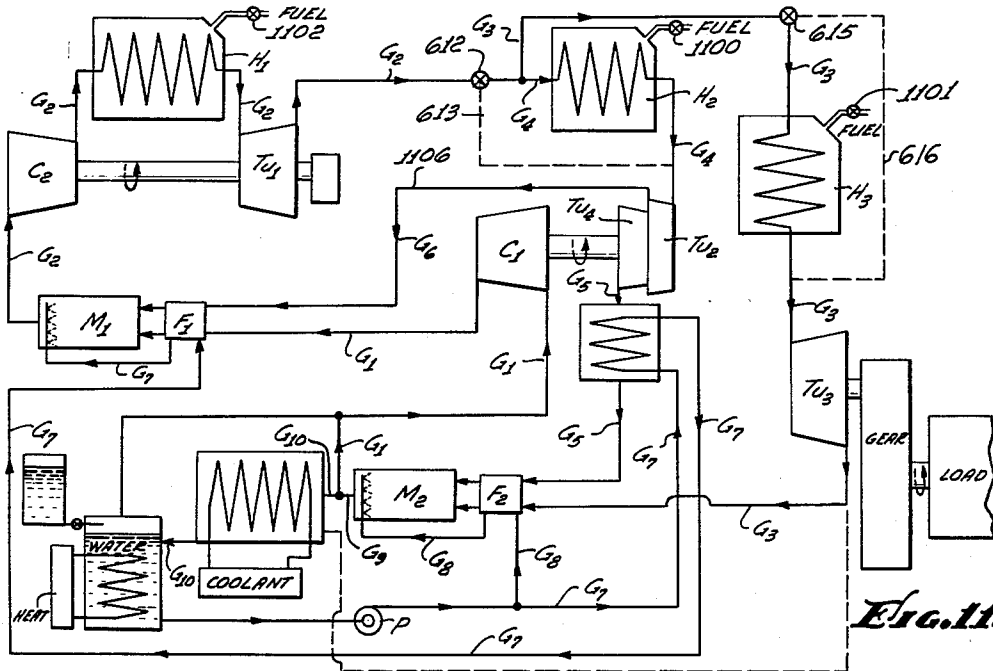 FUEL
1102
H1
G2
G2
C2
Tu1
G2
612
G3
G4
FUEL
1100
H2
613
G4
615
G3
1101
FUEL
H3
616
1106
G6
C1
Tu4
Tu2
G5
G2
M1
F1
G1
G7
G1
G3
Tu3
GEAR
LOAD
G7
G10
G1
G5
G7
G7
M2
F2
G3
WATER
G10
COOLANT
G9
G8
G8
HEAT
P
G7
G7
FIG.11.